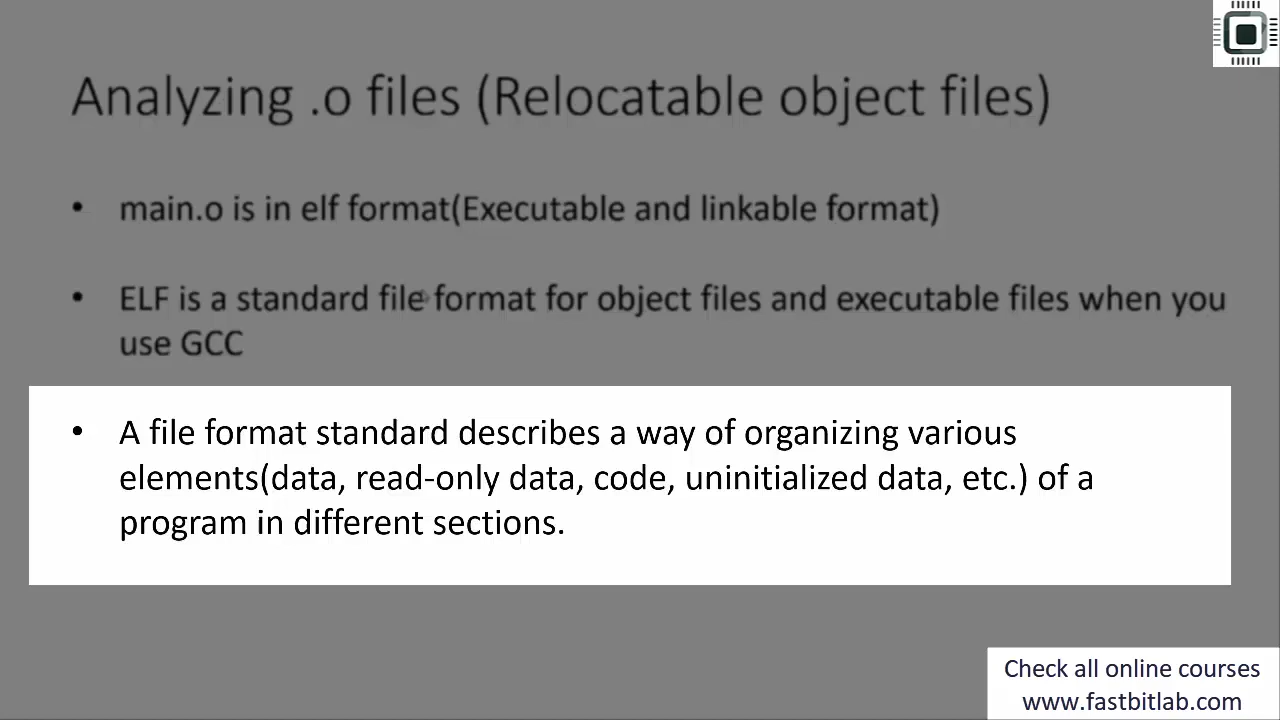 Analyzing .o files (Relocatable object files)
• main.o is in elf format(Executable and linkable format)
• ELF is a standard file format for object files and executable files when you
use GCC
• A file format standard describes a way of organizing various
elements(data, read-only data, code, uninitialized data, etc.) of a
program in different sections.
Check all online courses
www.fastbitlab.com